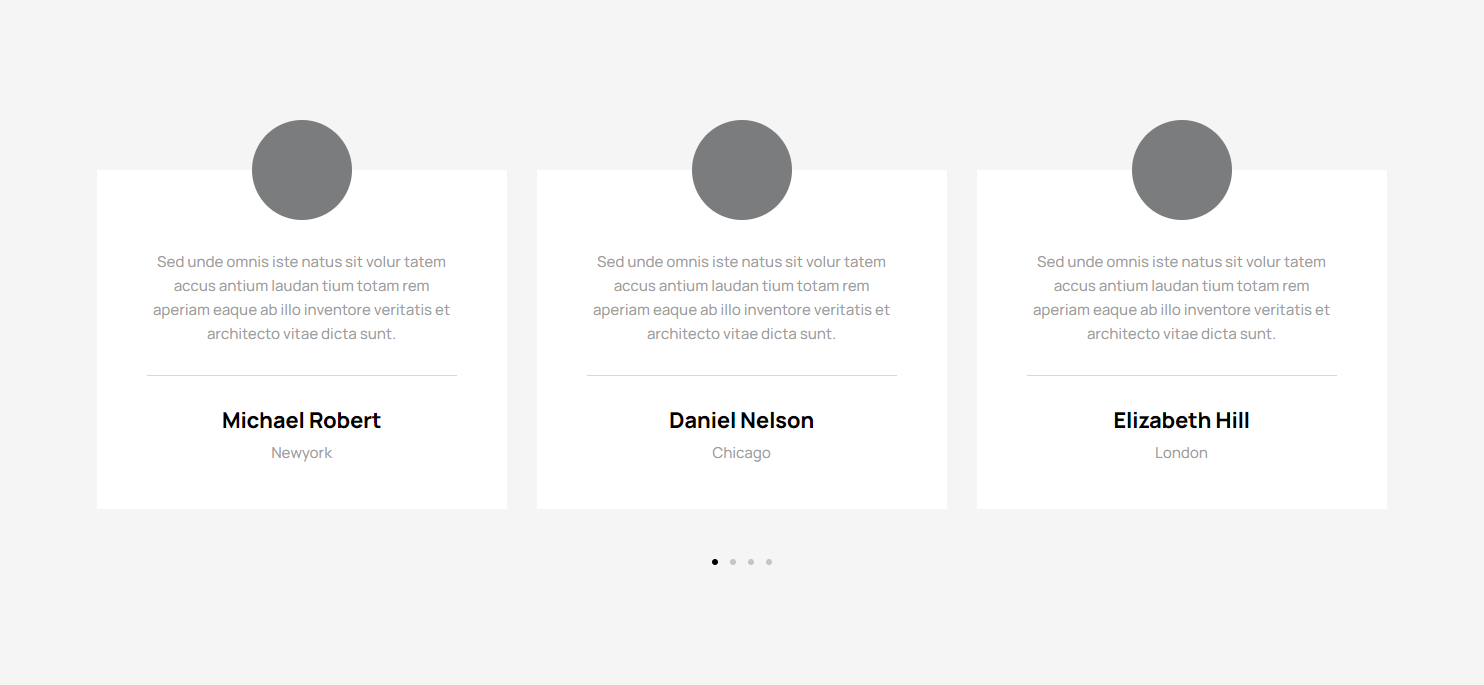 Sed unde omnis iste natus sit volur tatem
accus antium laudan tium totam rem
aperiam eaque ab illo inventore veritatis et
architecto vitae dicta sunt.
Michael Robert
Newyork
Sed unde omnis iste natus sit volur tatem
accus antium laudan tium totam rem
aperiam eaque ab illo inventore veritatis et
architecto vitae dicta sunt.
Daniel Nelson
Chicago
Sed unde omnis iste natus sit volur tatem
accus antium laudan tium totam rem
aperiam eaque ab illo inventore veritatis et
architecto vitae dicta sunt.
Elizabeth Hill
London